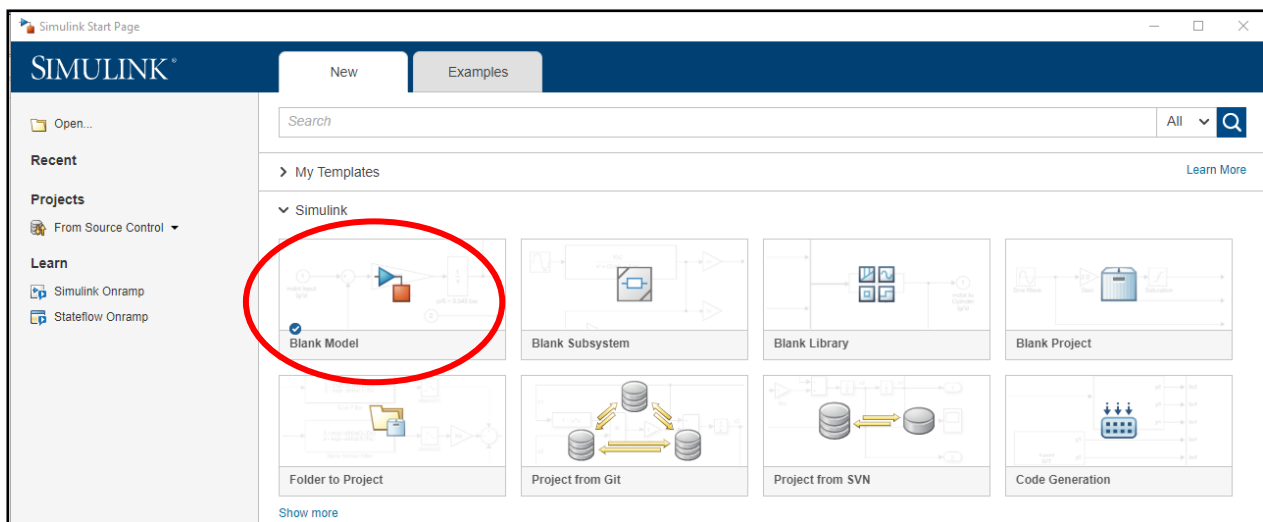 Simulink Start Page
SIMULINK®
New
Examples
Open...
Recent
Projects
From Source Control
Learn
Simulink Onramp
Stateflow Onramp
Search
All
My Templates
Learn More
Simulink
Blank Model
Blank Subsystem
Blank Library
Blank Project
Folder to Project
Project from Git
Project from SVN
Code Generation
Show more